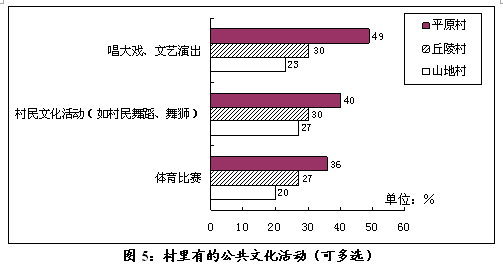 平原村
丘陵村
山地村
唱大戏、文艺演出
49
30
23
村民文化活动(如村民舞蹈、舞狮)
40
30
27
体育比赛
36
27
20
单位：%
0 10 20 30 40 50 60
图 5：村里有的公共文化活动（可多选）